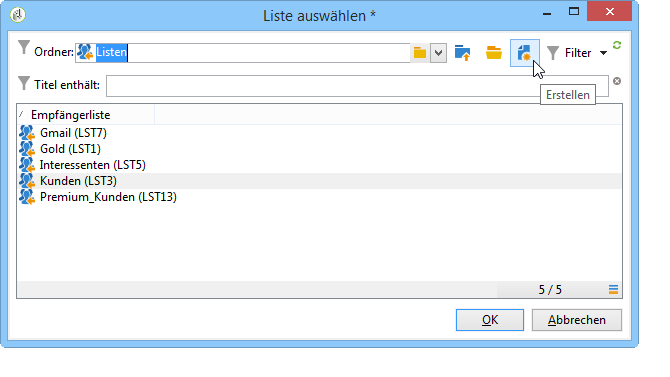 Liste auswählen *
Ordner: Listen Filter
Titel enthält:
Erstellen
Empfängerliste
Gmail (LST7)
Gold (LST1)
Interessenten (LST5)
Kunden (LST3)
Premium_Kunden (LST13)
5 / 5
OK Abbrechen